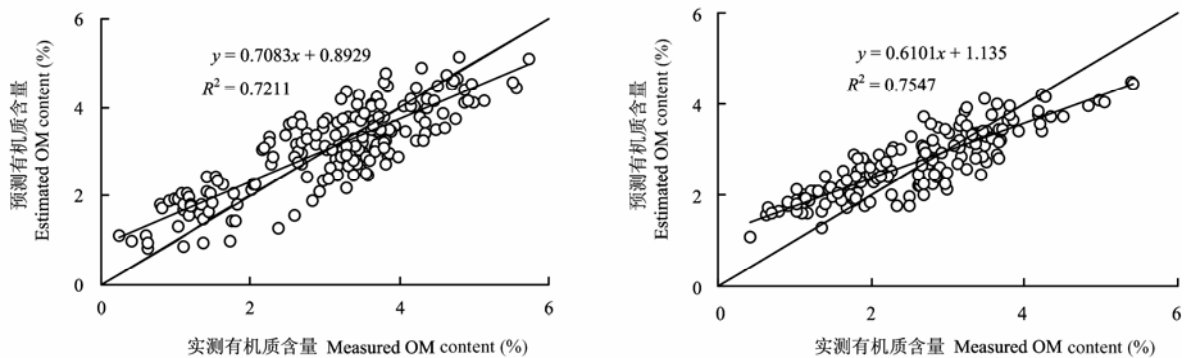 6
4
2
0
0
2
4
6
y = 0.7083x + 0.8929
R² = 0.7211
预测有机质含量
Estimated OM content (%)
实测有机质含量 Measured OM content (%)
6
4
2
0
0
2
4
6
y = 0.6101x + 1.135
R² = 0.7547
预测有机质含量
Estimated OM content (%)
实测有机质含量 Measured OM content (%)